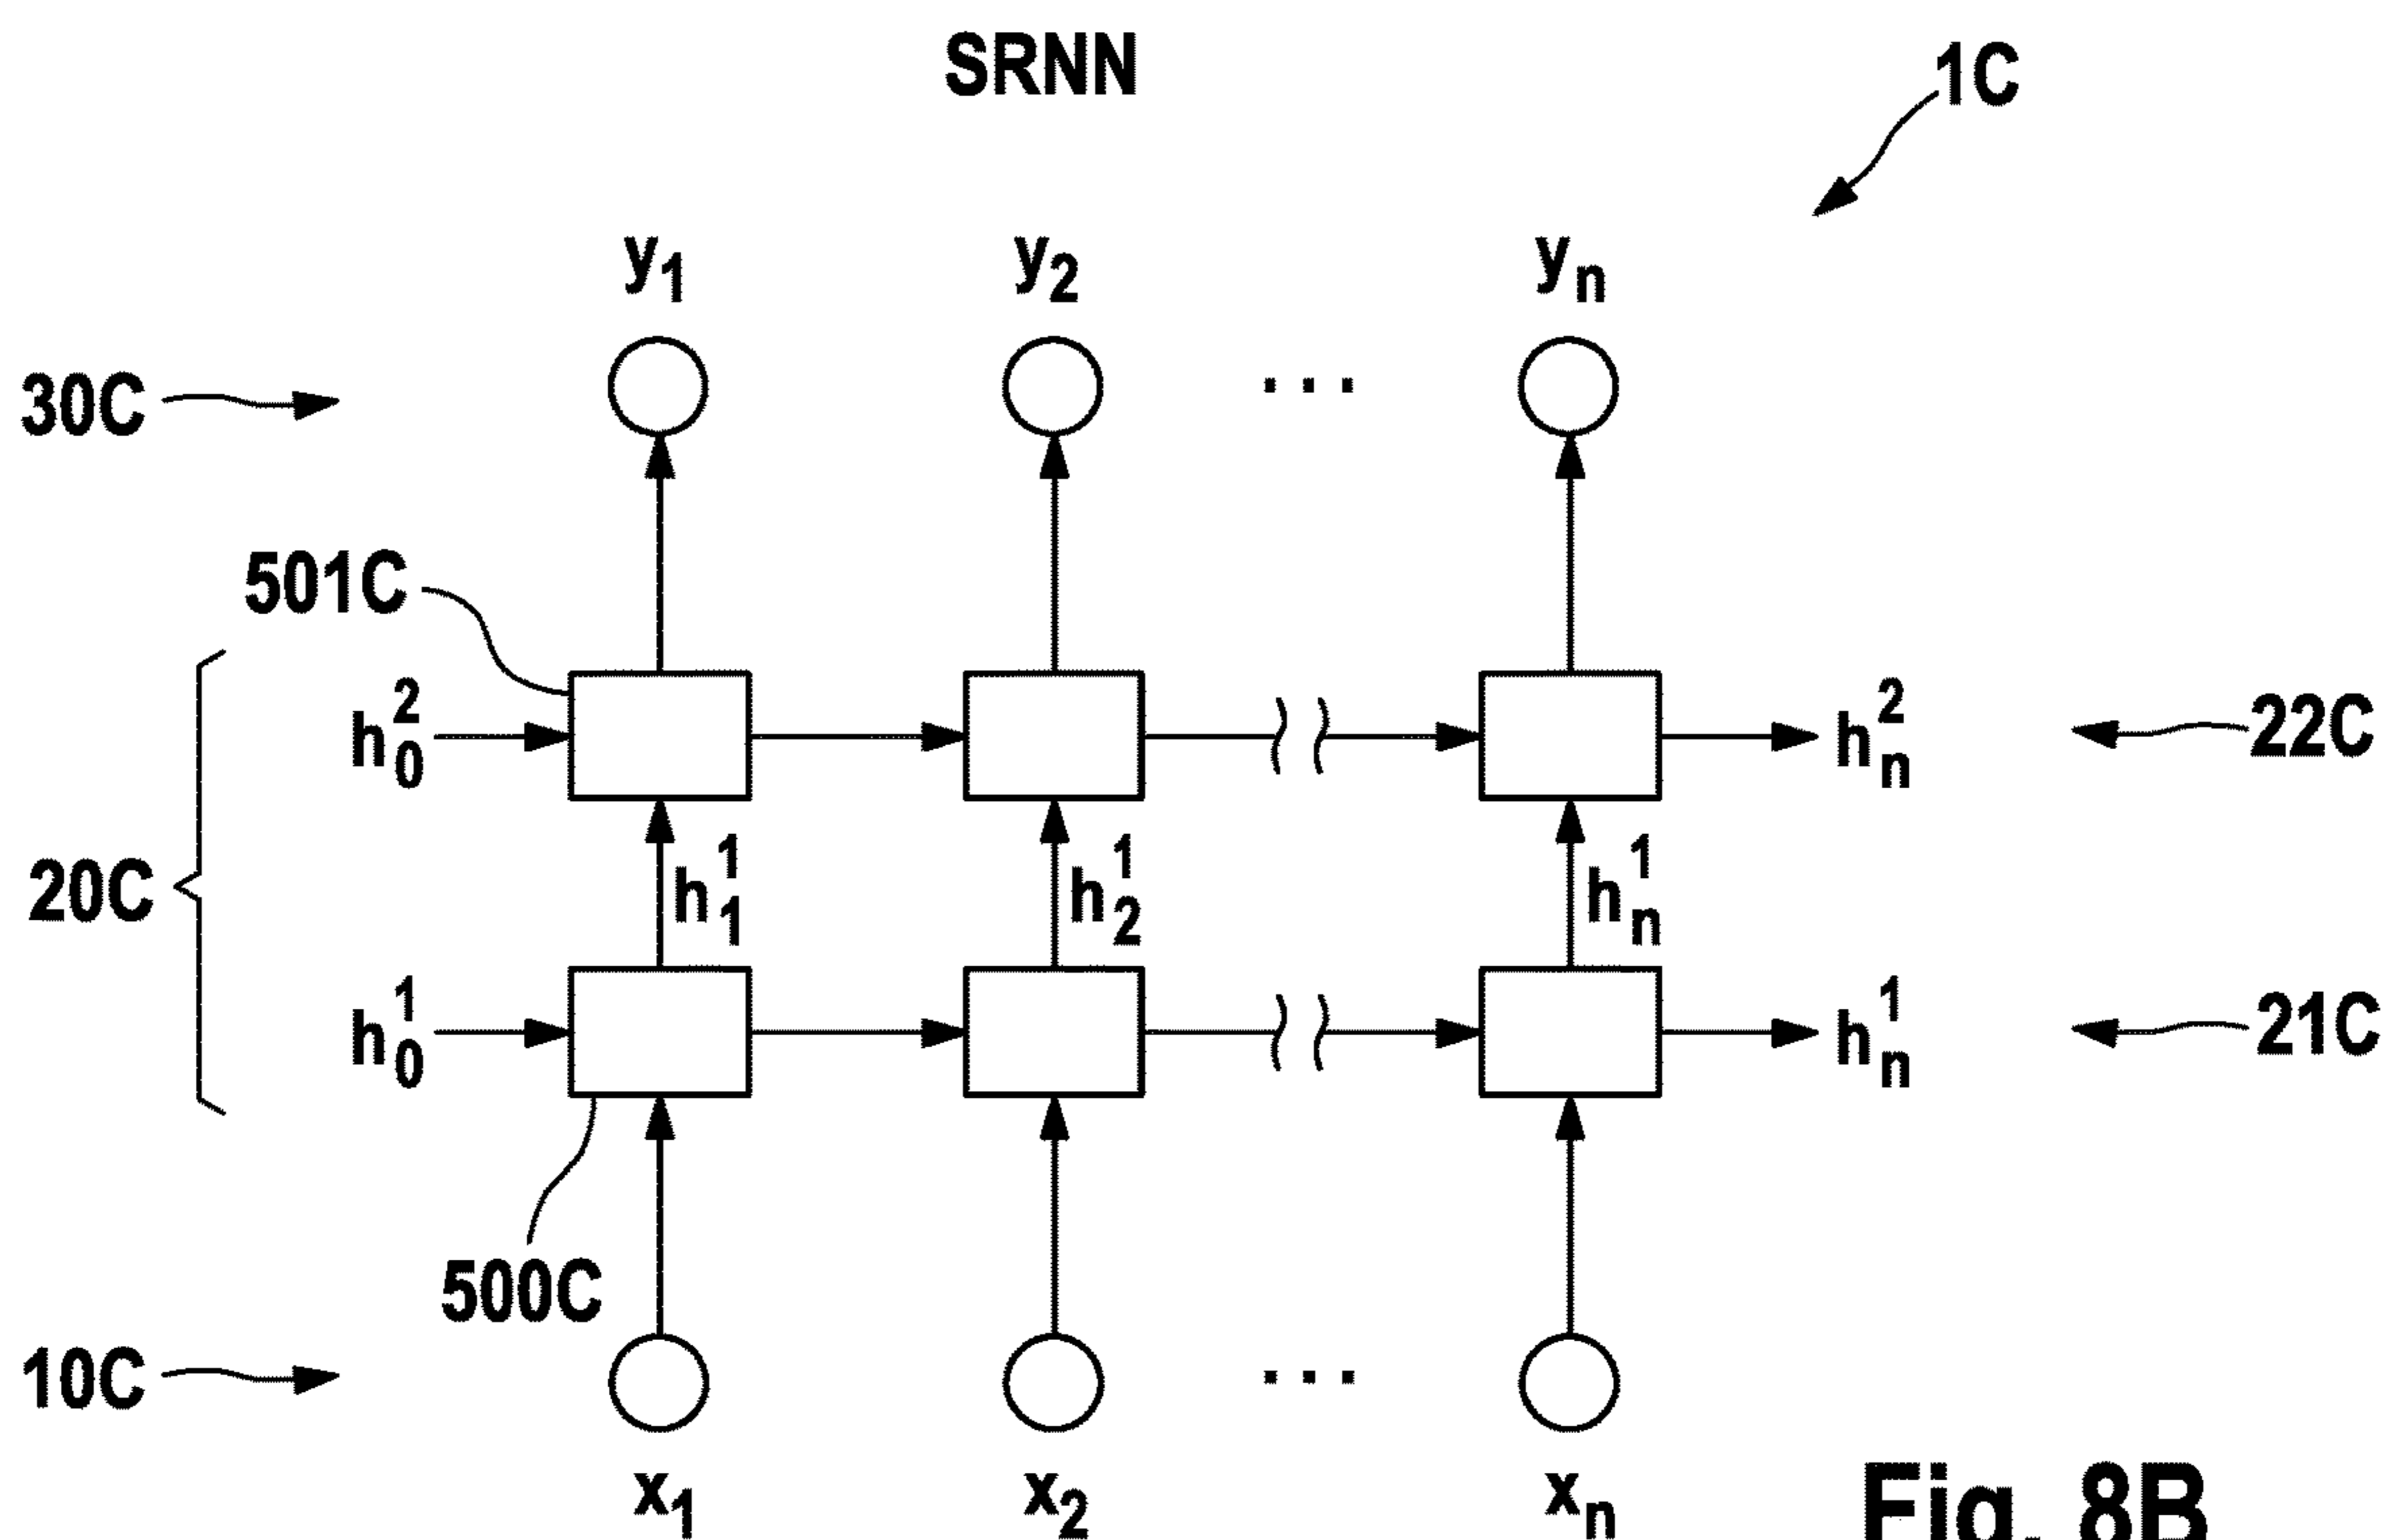 SRNN
1C
y₁ y₂ yₙ
30C
501C
h₀² hₙ² 22C
20C
h₁¹ h₂¹ hₙ¹
h₀¹ hₙ¹ 21C
500C
10C
x₁ x₂ xₙ
Fig. 8B